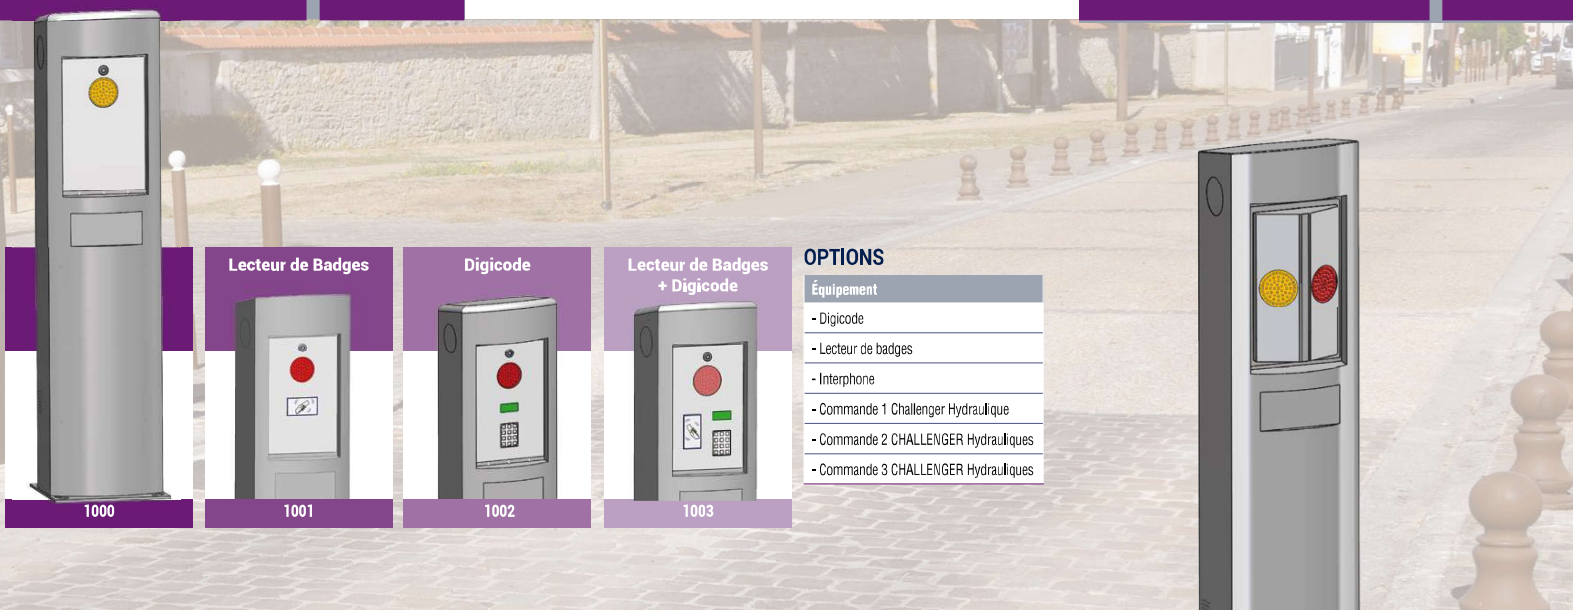 1000
Lecteur de Badges
1001
Digicode
1002
Lecteur de Badges
+ Digicode
1003
OPTIONS
Équipement
- Digicode
- Lecteur de badges
- Interphone
- Commande 1 Challenger Hydraulique
- Commande 2 CHALLENGER Hydrauliques
- Commande 3 CHALLENGER Hydrauliques